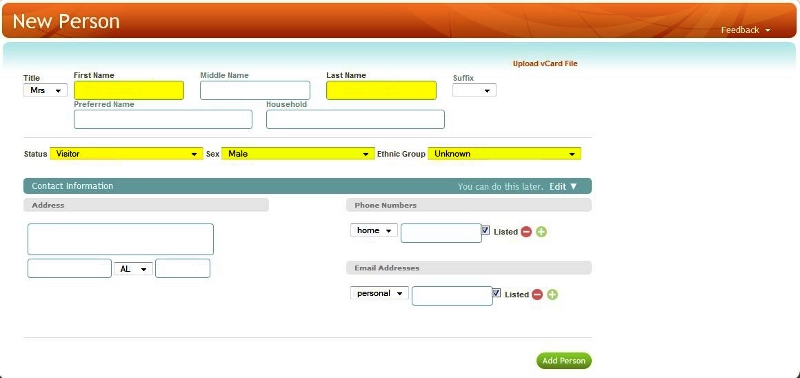 New Person
Feedback
Upload vCard File
Title First Name Middle Name Last Name Suffix
Mrs
Preferred Name Household
Status Visitor Sex Male Ethnic Group Unknown
Contact Information You can do this later. Edit ▼
Address Phone Numbers
home Listed
AL
Email Addresses
personal Listed
Add Person